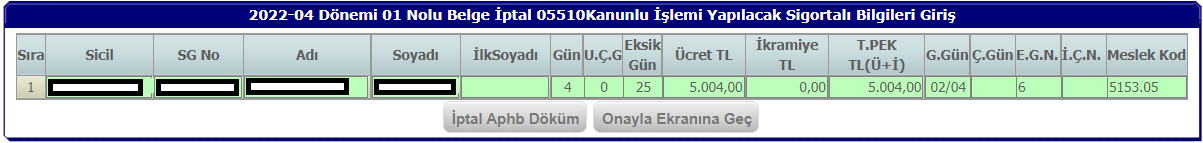 2022-04 Dönemi 01 Nolu Belge İptal 05510Kanunlu İşlemi Yapılacak Sigortalı Bilgileri Giriş
Sıra Sicil SG No Adı Soyadı İlkSoyadı Gün U.Ç.G Eksik Gün Ücret TL İkramiye TL T.PEK TL(Ü+İ) G.Gün Ç.Gün E.G.N. İ.Ç.N. Meslek Kod
1 4 0 25 5.004,00 0,00 5.004,00 02/04 6 5153.05
İptal Aphb Döküm Onayla Ekranına Geç